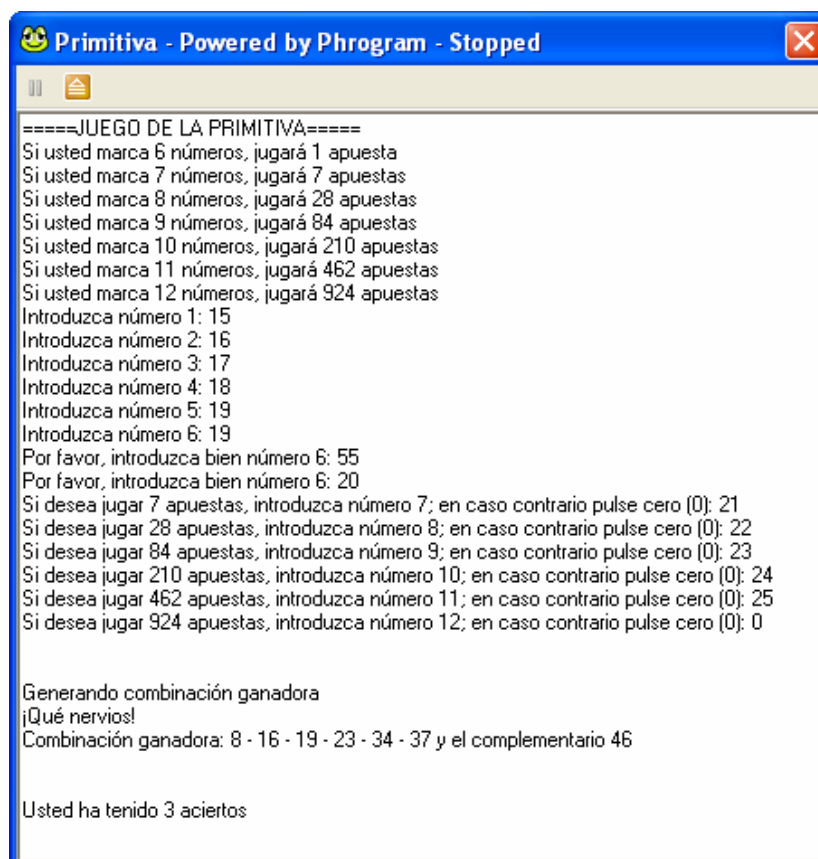 Primitiva - Powered by Phrogram - Stopped
=====JUEGO DE LA PRIMITIVA=====
Si usted marca 6 números, jugará 1 apuesta
Si usted marca 7 números, jugará 7 apuestas
Si usted marca 8 números, jugará 28 apuestas
Si usted marca 9 números, jugará 84 apuestas
Si usted marca 10 números, jugará 210 apuestas
Si usted marca 11 números, jugará 462 apuestas
Si usted marca 12 números, jugará 924 apuestas
Introduzca número 1: 15
Introduzca número 2: 16
Introduzca número 3: 17
Introduzca número 4: 18
Introduzca número 5: 19
Introduzca número 6: 19
Por favor, introduzca bien número 6: 55
Por favor, introduzca bien número 6: 20
Si desea jugar 7 apuestas, introduzca número 7; en caso contrario pulse cero (0): 21
Si desea jugar 28 apuestas, introduzca número 8; en caso contrario pulse cero (0): 22
Si desea jugar 84 apuestas, introduzca número 9; en caso contrario pulse cero (0): 23
Si desea jugar 210 apuestas, introduzca número 10; en caso contrario pulse cero (0): 24
Si desea jugar 462 apuestas, introduzca número 11; en caso contrario pulse cero (0): 25
Si desea jugar 924 apuestas, introduzca número 12; en caso contrario pulse cero (0): 0
Generando combinación ganadora
¡Qué nervios!
Combinación ganadora: 8 - 16 - 19 - 23 - 34 - 37 y el complementario 46
Usted ha tenido 3 aciertos